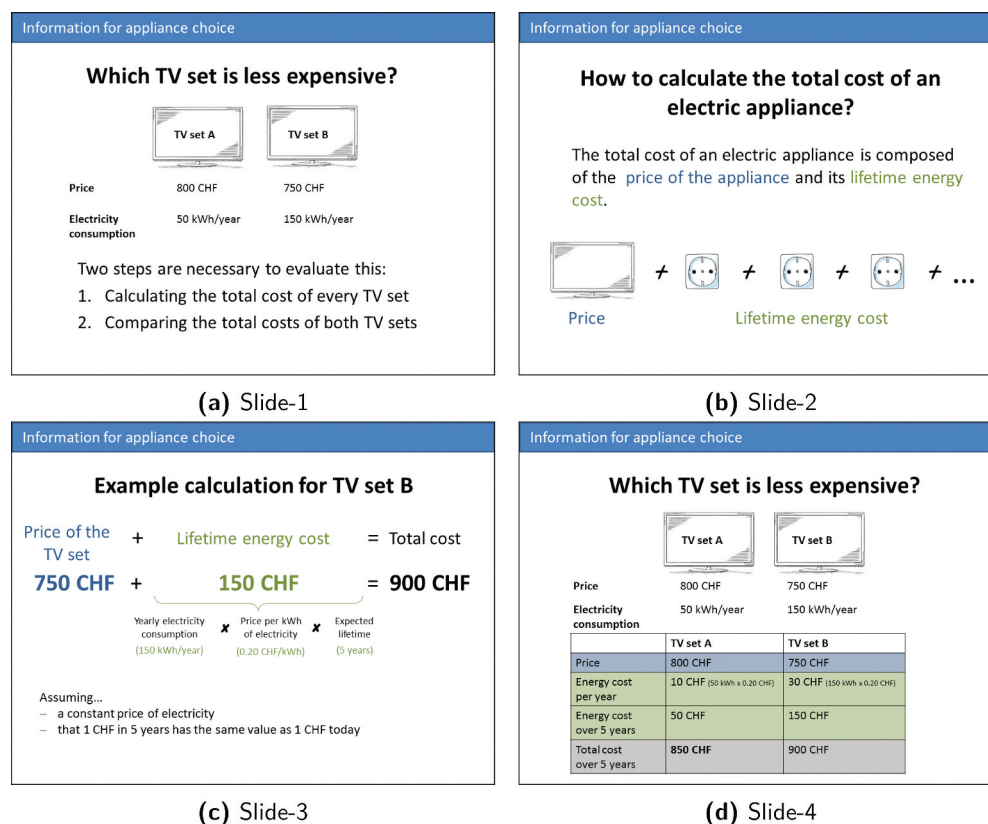 Information for appliance choice
Which TV set is less expensive?
TV set A
TV set B
Price
800 CHF
750 CHF
Electricity
consumption
50 kWh/year
150 kWh/year
Two steps are necessary to evaluate this:
1. Calculating the total cost of every TV set
2. Comparing the total costs of both TV sets
(a) Slide-1
Information for appliance choice
How to calculate the total cost of an
electric appliance?
The total cost of an electric appliance is composed
of the price of the appliance and its lifetime energy
cost.
+ + + + ...
Price
Lifetime energy cost
(b) Slide-2
Information for appliance choice
Example calculation for TV set B
Price of the
TV set
+ Lifetime energy cost = Total cost
750 CHF + 150 CHF = 900 CHF
Yearly electricity
consumption
(150 kWh/year)
✘
Price per kWh
of electricity
(0.20 CHF/kWh)
✘
Expected
lifetime
(5 years)
Assuming...
– a constant price of electricity
– that 1 CHF in 5 years has the same value as 1 CHF today
(c) Slide-3
Information for appliance choice
Which TV set is less expensive?
TV set A
TV set B
Price
800 CHF
750 CHF
Electricity
consumption
50 kWh/year
150 kWh/year
TV set A
TV set B
Price
800 CHF
750 CHF
Energy cost
per year
10 CHF (50 kWh x 0.20 CHF)
30 CHF (150 kWh x 0.20 CHF)
Energy cost
over 5 years
50 CHF
150 CHF
Total cost
over 5 years
850 CHF
900 CHF
(d) Slide-4